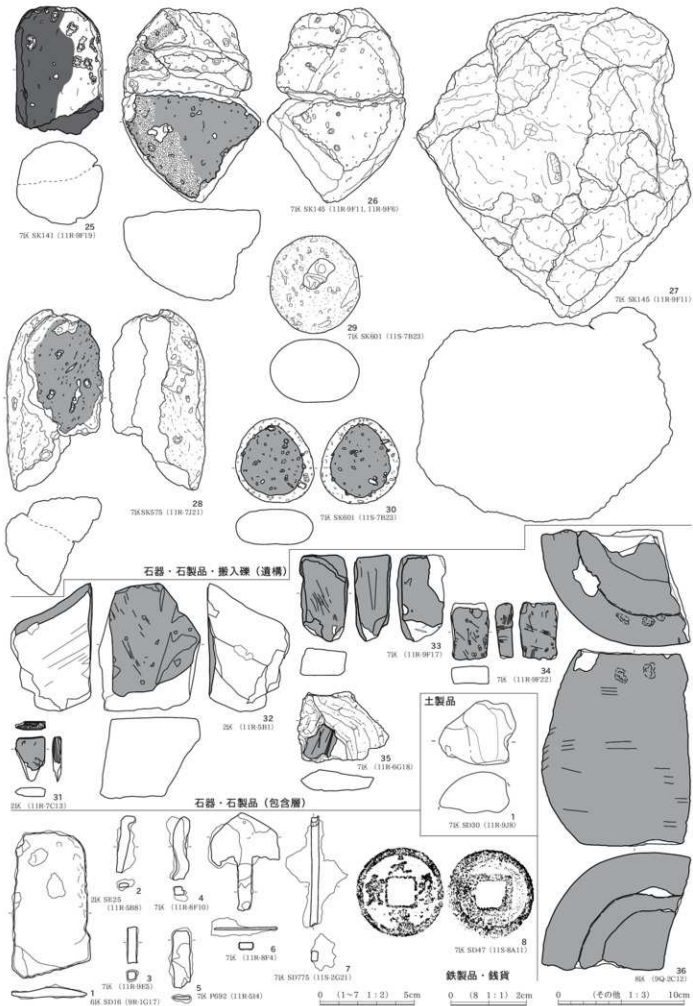 25
7区 SK141 (11R-9F19)
26
7区 SK145 (11R-9F11, 11R-9F6)
27
7区 SK145 (11R-9F11)
29
7区 SK601 (11S-7B23)
28
7区 SK575 (11R-7J21)
30
7区 SK601 (11S-7B23)
石器・石製品・搬入礫(遺構)
31
2区 (11R-7C13)
32
2区 (11R-5B1)
33
7区 (11R-9F17)
34
7区 (11R-9F22)
35
7区 (11R-6G18)
土製品
1
7区 SD30 (11R-9J8)
36
8区 (9Q-2C12)
石器・石製品(包含層)
1
6区 SD16 (9R-1G17)
2
2区 SE25
(11R-5B8)
3
7区 (11R-9E5)
4
7区 (11R-8F10)
5
7区 P692 (11R-5I4)
6
7区 (11R-8F4)
7
7区 SD775 (11S-2G21)
8
7区 SD47 (11S-8A11)
鉄製品・銭貨
0 (1~7 1:2) 5cm
0 (8 1:1) 2cm
0 (その他 1:3) 10cm